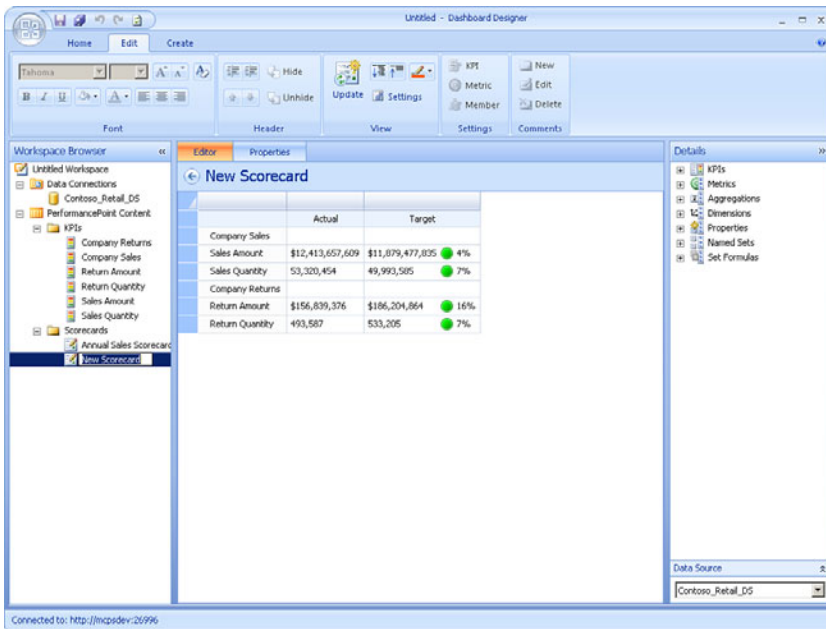 Untitled - Dashboard Designer
Home Edit Create
Tahoma
Hide
Unhide
Update
Settings
KPI
Metric
Member
New
Edit
Delete
Font Header View Settings Comments
Workspace Browser
Untitled Workspace
Data Connections
Contoso_Retail_DS
PerformancePoint Content
KPIs
Company Returns
Company Sales
Return Amount
Return Quantity
Sales Amount
Sales Quantity
Scorecards
Annual Sales Scorecard
New Scorecard
Editor Properties
New Scorecard
Actual Target
Company Sales
Sales Amount $12,413,657,609 $11,879,477,835 4%
Sales Quantity 53,320,454 49,993,585 7%
Company Returns
Return Amount $156,839,376 $186,204,864 16%
Return Quantity 493,587 533,205 7%
Details
KPIs
Metrics
Aggregations
Dimensions
Properties
Named Sets
Set Formulas
Data Source
Contoso_Retail_DS
Connected to: http://mcpsdev:26996